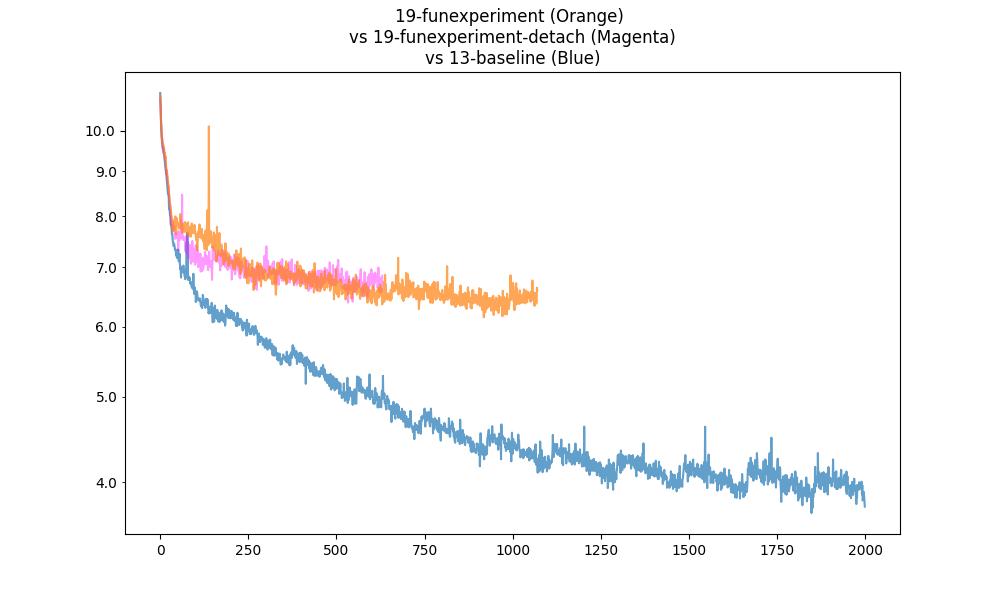 19-funexperiment (Orange)
vs 19-funexperiment-detach (Magenta)
vs 13-baseline (Blue)
10.0
9.0
8.0
7.0
6.0
5.0
4.0
0 250 500 750 1000 1250 1500 1750 2000